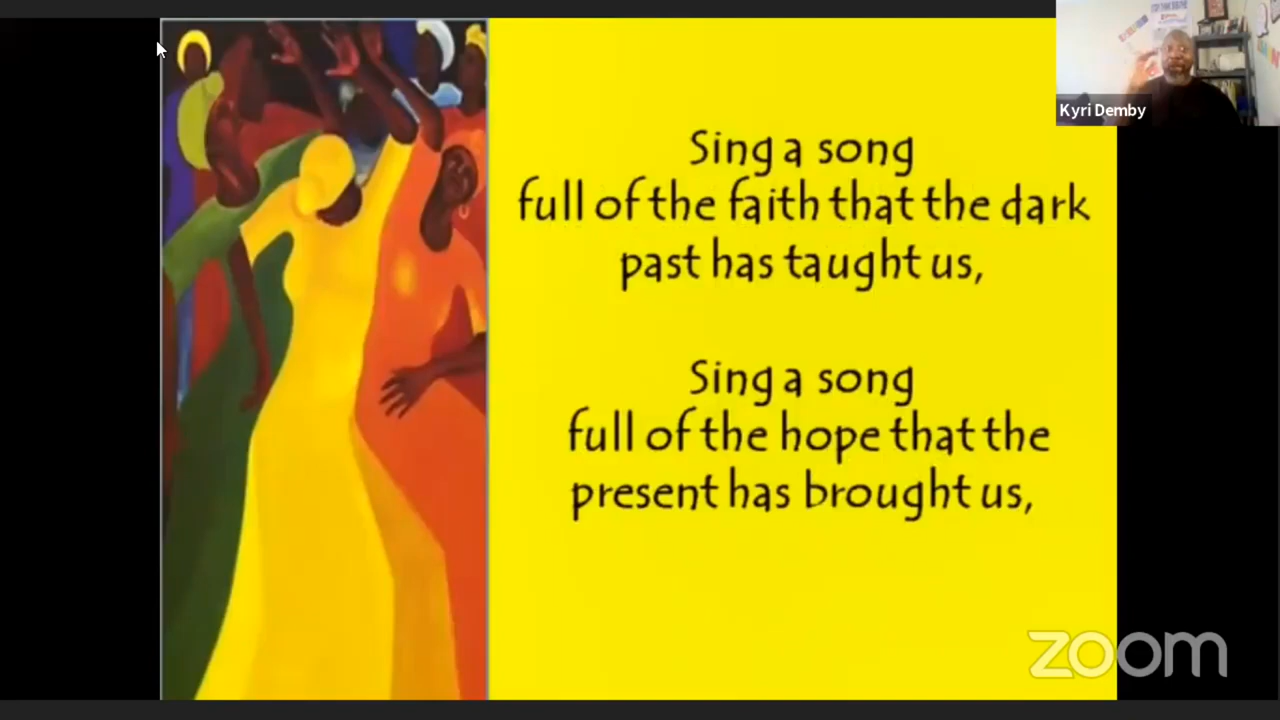 Kyri Demby
Sing a song
full of the faith that the dark
past has taught us,
Sing a song
full of the hope that the
present has brought us,
zoom